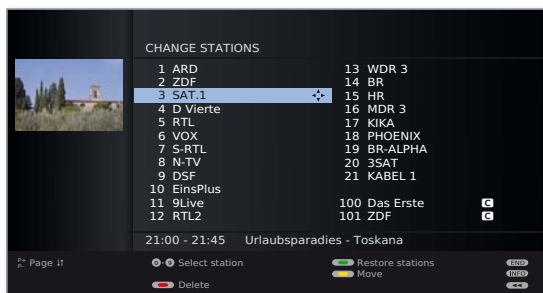 CHANGE STATIONS
1 ARD
2 ZDF
3 SAT.1
4 D Vierte
5 RTL
6 VOX
7 S-RTL
8 N-TV
9 DSF
10 EinsPlus
11 9Live
12 RTL2
13 WDR 3
14 BR
15 HR
16 MDR 3
17 KIKA
18 PHOENIX
19 BR-ALPHA
20 3SAT
21 KABEL 1
100 Das Erste C
101 ZDF C
21:00 - 21:45 Urlaubsparadies - Toskana
P+ P- Page
0-9 Select station
Delete
Restore stations
Move
END
INFO